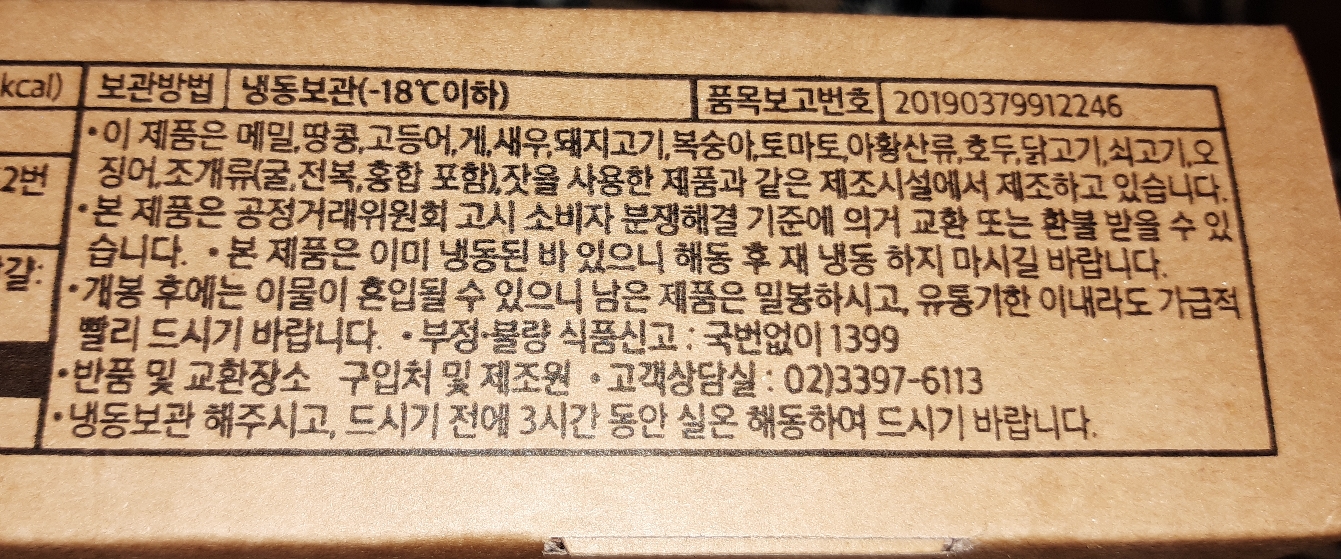 kcal) 보관방법 냉동보관(-18℃이하) 품목보고번호 20190379912246
•이 제품은 메밀,땅콩,고등어,게,새우,돼지고기,복숭아,토마토,아황산류,호두,닭고기,쇠고기,오
2번 징어,조개류(굴,전복,홍합 포함),잣을 사용한 제품과 같은 제조시설에서 제조하고 있습니다.
•본 제품은 공정거래위원회 고시 소비자 분쟁해결 기준에 의거 교환 또는 환불 받을 수 있
습니다. •본 제품은 이미 냉동된 바 있으니 해동 후 재 냉동 하지 마시길 바랍니다.
•개봉 후에는 이물이 혼입될 수 있으니 남은 제품은 밀봉하시고, 유통기한 이내라도 가급적
빨리 드시기 바랍니다. •부정·불량 식품신고 : 국번없이 1399
•반품 및 교환장소 구입처 및 제조원 •고객상담실 : 02)3397-6113
•냉동보관 해주시고, 드시기 전에 3시간 동안 실온 해동하여 드시기 바랍니다.